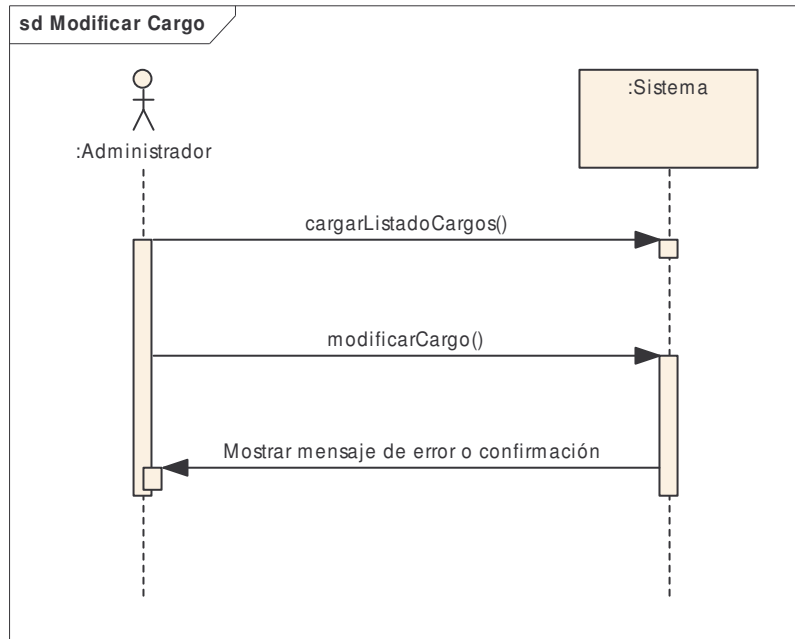 sd Modificar Cargo
:Administrador
:Sistema
cargarListadoCargos()
modificarCargo()
Mostrar mensaje de error o confirmación